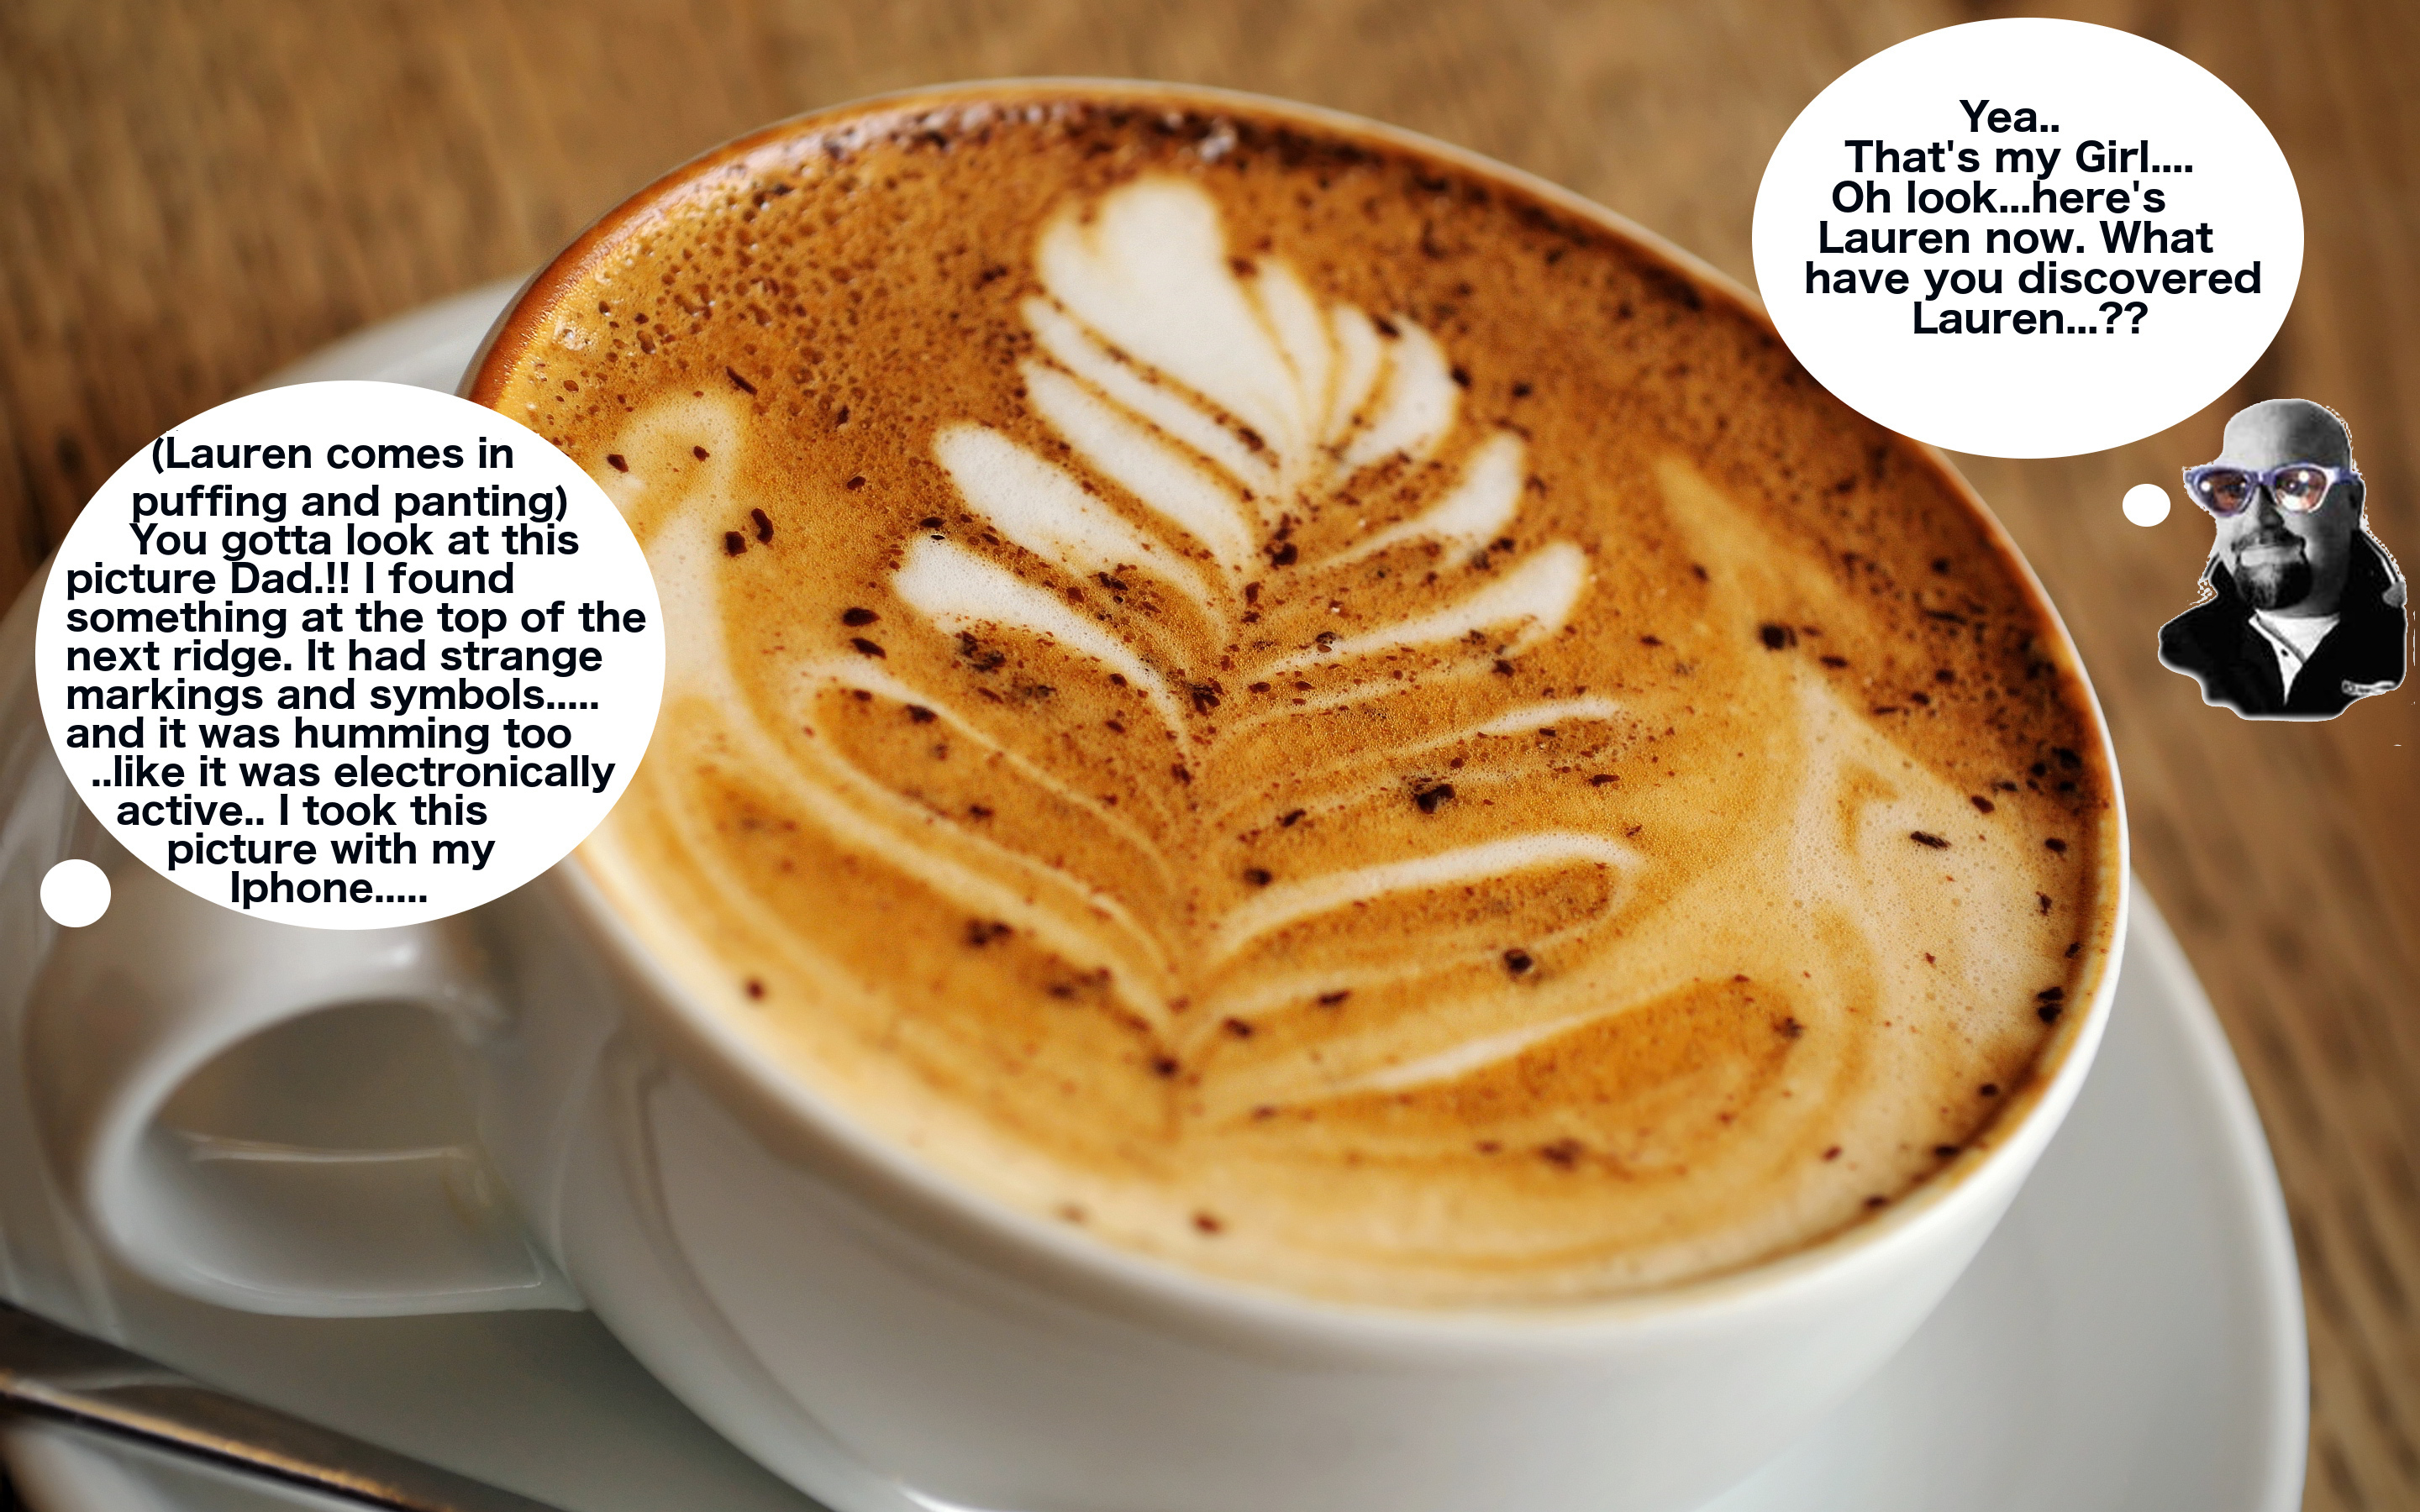 Yea..
That's my Girl....
Oh look...here's
Lauren now. What
have you discovered
Lauren...??
(Lauren comes in
puffing and panting)
You gotta look at this
picture Dad.!! I found
something at the top of the
next ridge. It had strange
markings and symbols.....
and it was humming too
..like it was electronically
active.. I took this
picture with my
Iphone.....